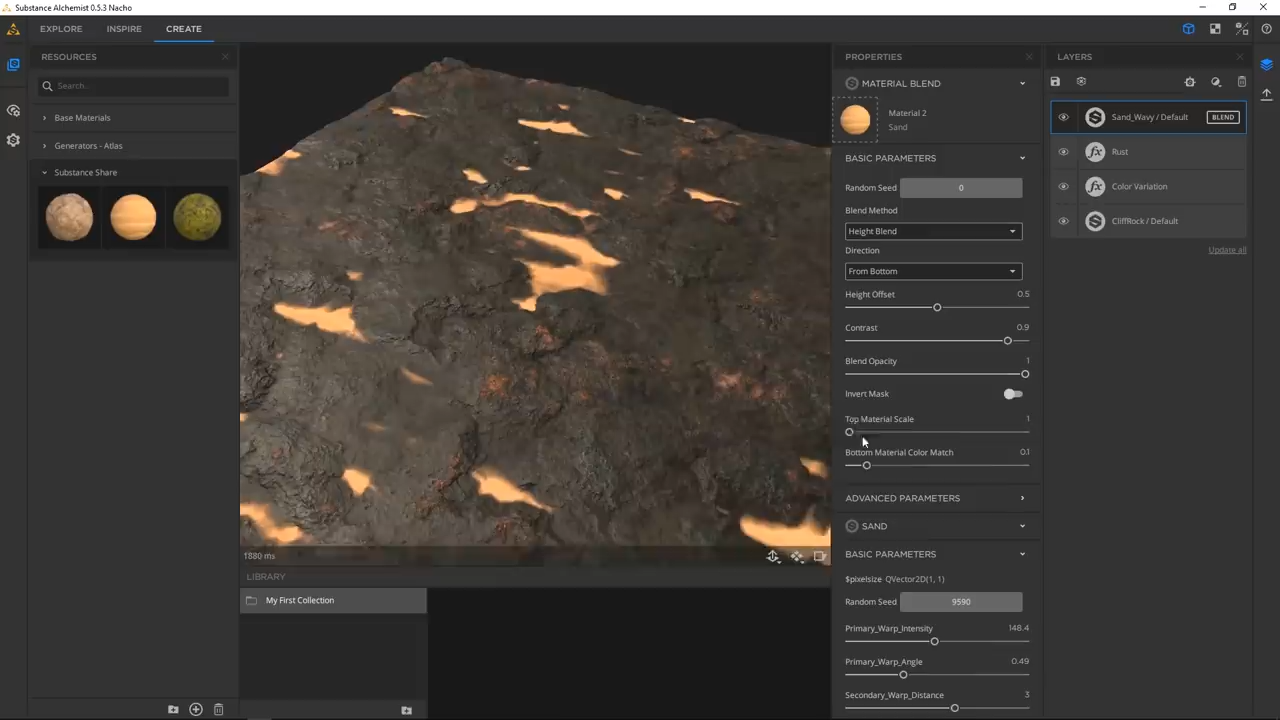 Substance Alchemist 0.5.3 Nacho
EXPLORE
INSPIRE
CREATE
RESOURCES
Search...
Base Materials
Generators - Atlas
Substance Share
1880 ms
LIBRARY
My First Collection
PROPERTIES
MATERIAL BLEND
Material 2
Sand
BASIC PARAMETERS
Random Seed 0
Blend Method
Height Blend
Direction
From Bottom
Height Offset 0.5
Contrast 0.9
Blend Opacity 1
Invert Mask
Top Material Scale 1
Bottom Material Color Match 0.1
ADVANCED PARAMETERS
SAND
BASIC PARAMETERS
$pixelsize QVector2D(1, 1)
Random Seed 9590
Primary_Warp_Intensity 148.4
Primary_Warp_Angle 0.49
Secondary_Warp_Distance 3
LAYERS
Sand_Wavy / Default BLEND
Rust
Color Variation
CliffRock / Default
Update all